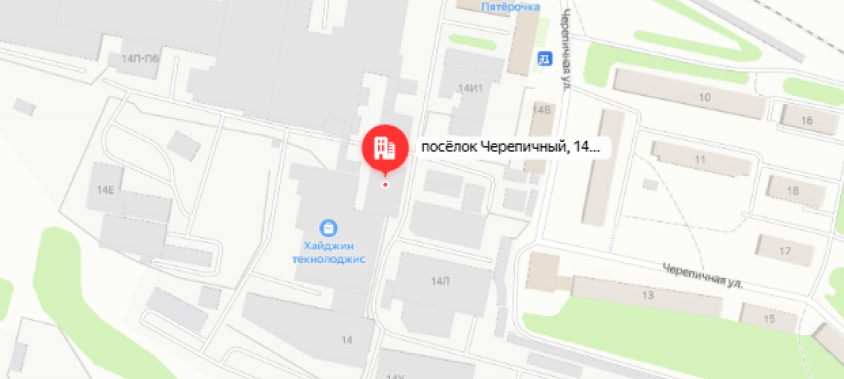 Пятёрочка
Черепичная ул.
14П-П6
14И1
10
14В
16
посёлок Черепичный, 14...
11
14Е
18
Хайджин
текнолоджис
17
Черепичная ул.
14Л
13
15
14